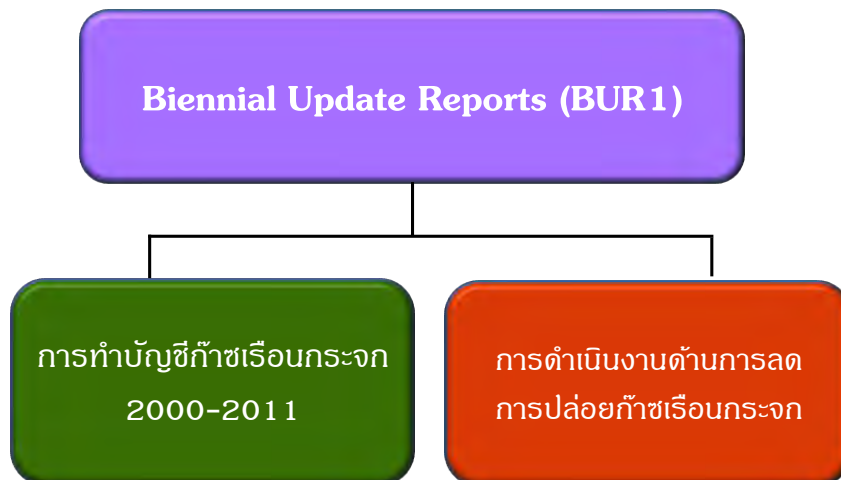 Biennial Update Reports (BUR1)
การทำบัญชีก๊าซเรือนกระจก
2000-2011
การดำเนินงานด้านการลด
การปล่อยก๊าซเรือนกระจก